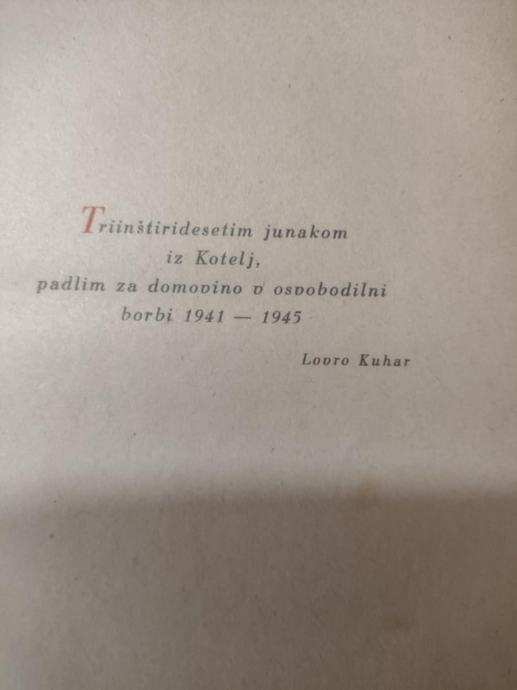 Triinštiridesetim junakom
iz Kotelj,
padlim za domovino v osvobodilni
borbi 1941 — 1945
Lovro Kuhar